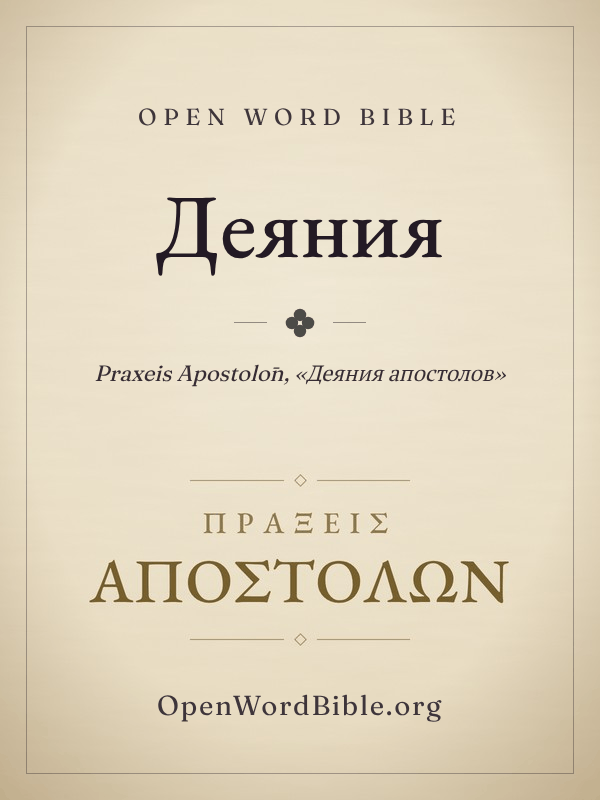 OPEN WORD BIBLE
Деяния
Praxeis Apostolōn, «Деяния апостолов»
ΠΡΑΞΕΙΣ
ΑΠΟΣΤΟΛΩΝ
OpenWordBible.org